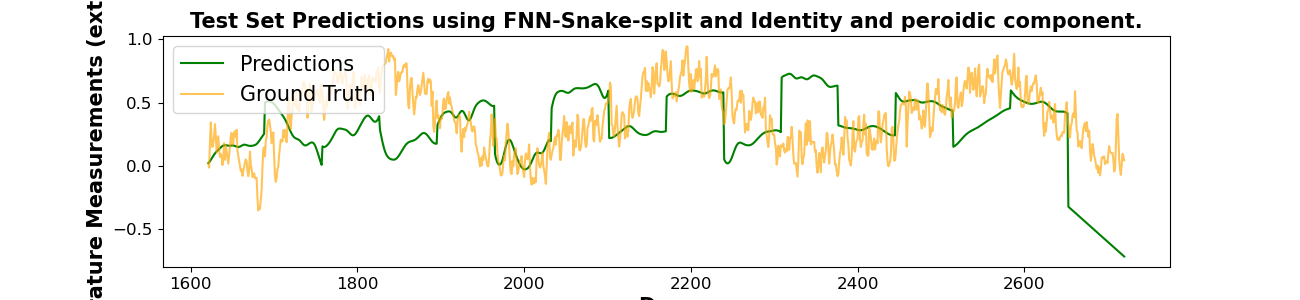 Test Set Predictions using FNN-Snake-split and Identity and peroidic component.
Predictions
Ground Truth
1.0
0.5
0.0
−0.5
1600
1800
2000
2200
2400
2600
rature Measurements (ext